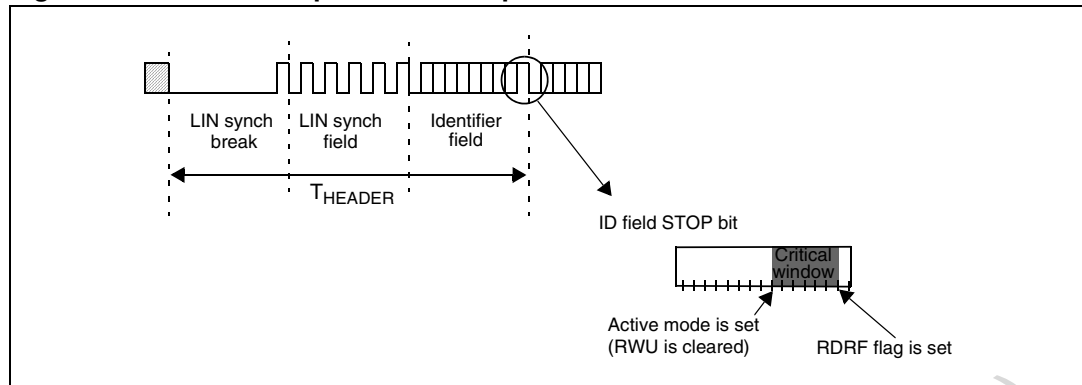 LIN synch
break
LIN synch
field
Identifier
field
THEADER
ID field STOP bit
Critical
window
Active mode is set
(RWU is cleared)
RDRF flag is set